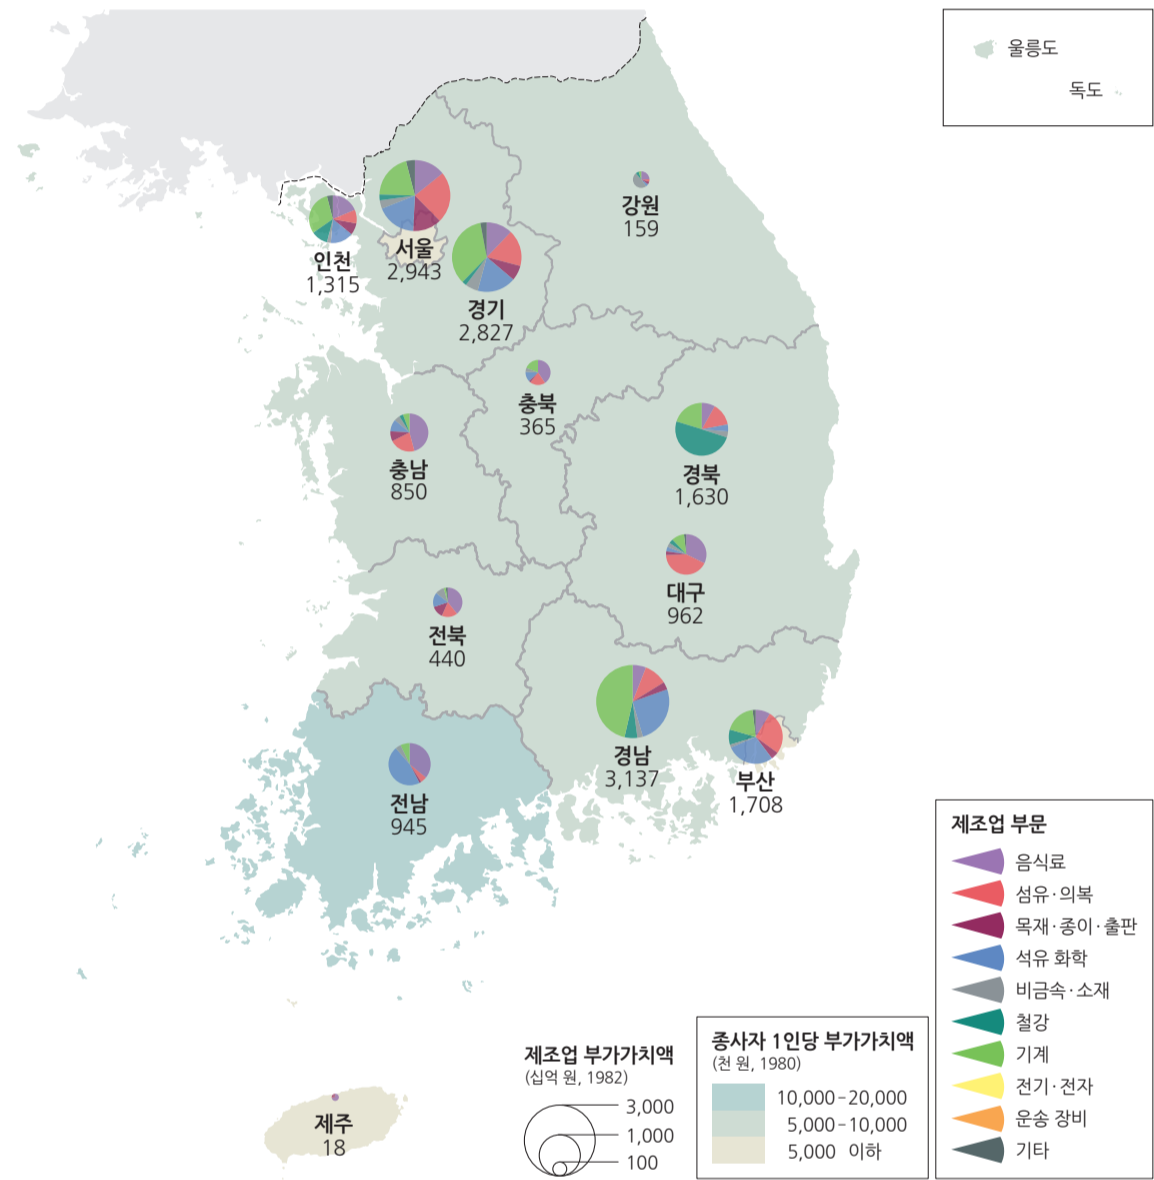 울릉도
독도
강원
159
서울
2,943
인천
1,315
경기
2,827
충북
365
충남
850
경북
1,630
대구
962
전북
440
경남
3,137
부산
1,708
전남
945
제주
18
제조업 부가가치액
(십억 원, 1982)
3,000
1,000
100
종사자 1인당 부가가치액
(천 원, 1980)
10,000-20,000
5,000-10,000
5,000 이하
제조업 부문
음식료
섬유·의복
목재·종이·출판
석유 화학
비금속·소재
철강
기계
전기·전자
운송 장비
기타